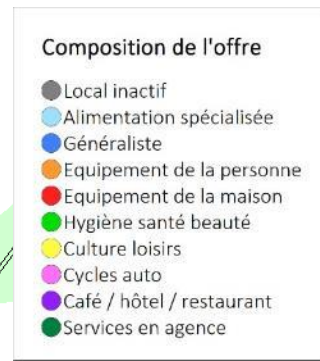 Composition de l'offre
Local inactif
Alimentation spécialisée
Généraliste
Equipement de la personne
Equipement de la maison
Hygiène santé beauté
Culture loisirs
Cycles auto
Café / hôtel / restaurant
Services en agence